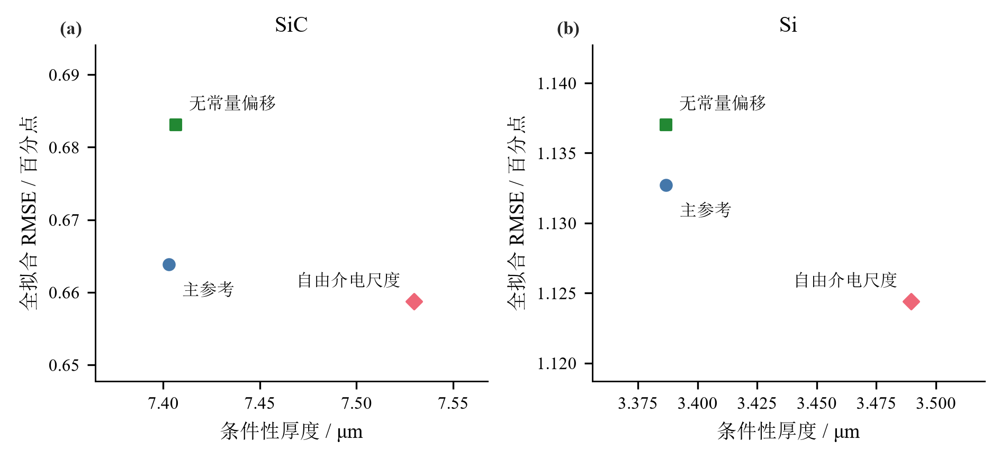 (a)
SiC
全拟合 RMSE / 百分点
0.69
0.68
0.67
0.66
0.65
无常量偏移
主参考
自由介电尺度
7.40
7.45
7.50
7.55
条件性厚度 / μm
(b)
Si
全拟合 RMSE / 百分点
1.140
1.135
1.130
1.125
1.120
无常量偏移
主参考
自由介电尺度
3.375
3.400
3.425
3.450
3.475
3.500
条件性厚度 / μm